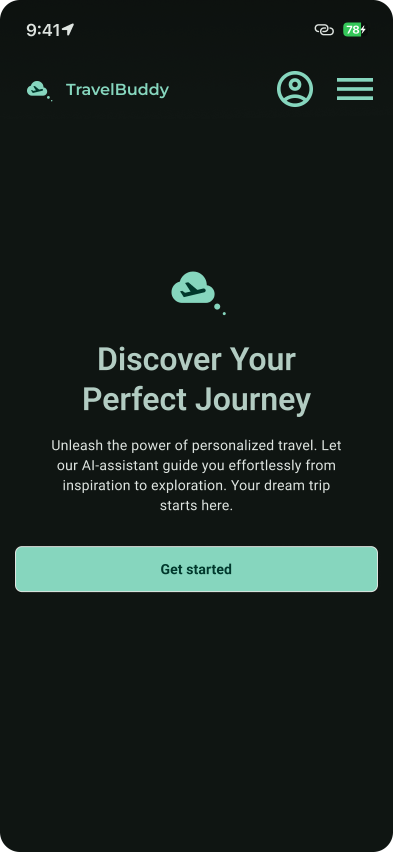 9:41
78
TravelBuddy
Discover Your
Perfect Journey
Unleash the power of personalized travel. Let
our AI-assistant guide you effortlessly from
inspiration to exploration. Your dream trip
starts here.
Get started